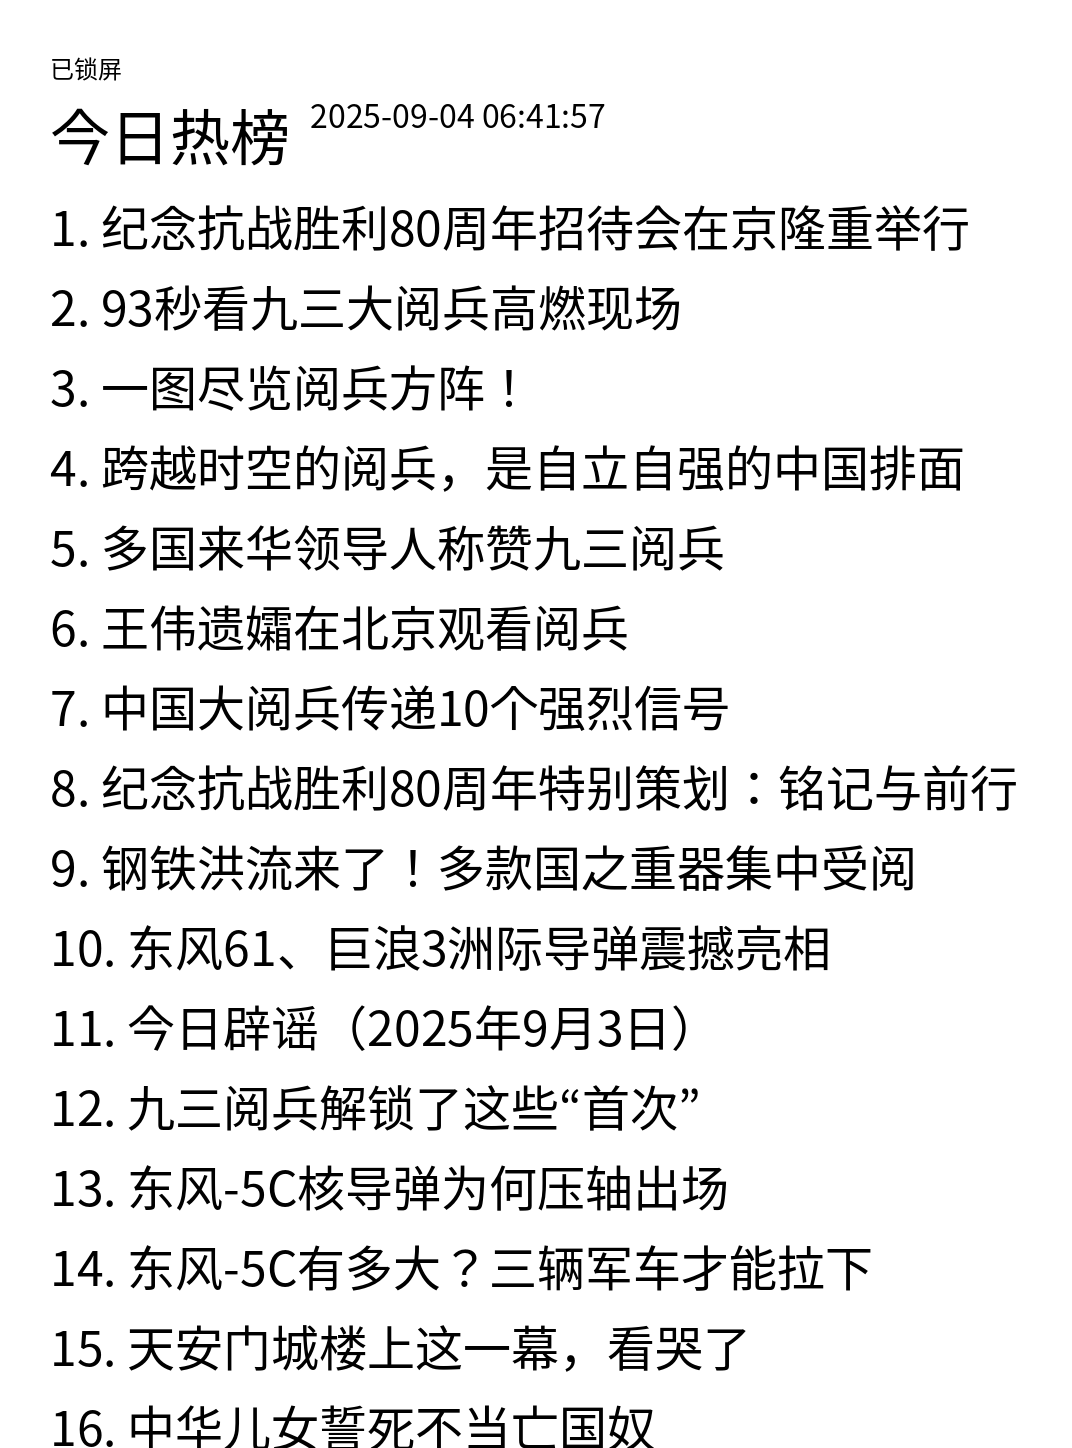 已锁屏
今日热榜 2025-09-04 06:41:57
1. 纪念抗战胜利80周年招待会在京隆重举行
2. 93秒看九三大阅兵高燃现场
3. 一图尽览阅兵方阵！
4. 跨越时空的阅兵，是自立自强的中国排面
5. 多国来华领导人称赞九三阅兵
6. 王伟遗孀在北京观看阅兵
7. 中国大阅兵传递10个强烈信号
8. 纪念抗战胜利80周年特别策划：铭记与前行
9. 钢铁洪流来了！多款国之重器集中受阅
10. 东风61、巨浪3洲际导弹震撼亮相
11. 今日辟谣（2025年9月3日）
12. 九三阅兵解锁了这些“首次”
13. 东风-5C核导弹为何压轴出场
14. 东风-5C有多大？三辆军车才能拉下
15. 天安门城楼上这一幕，看哭了
16. 中华儿女誓死不当亡国奴